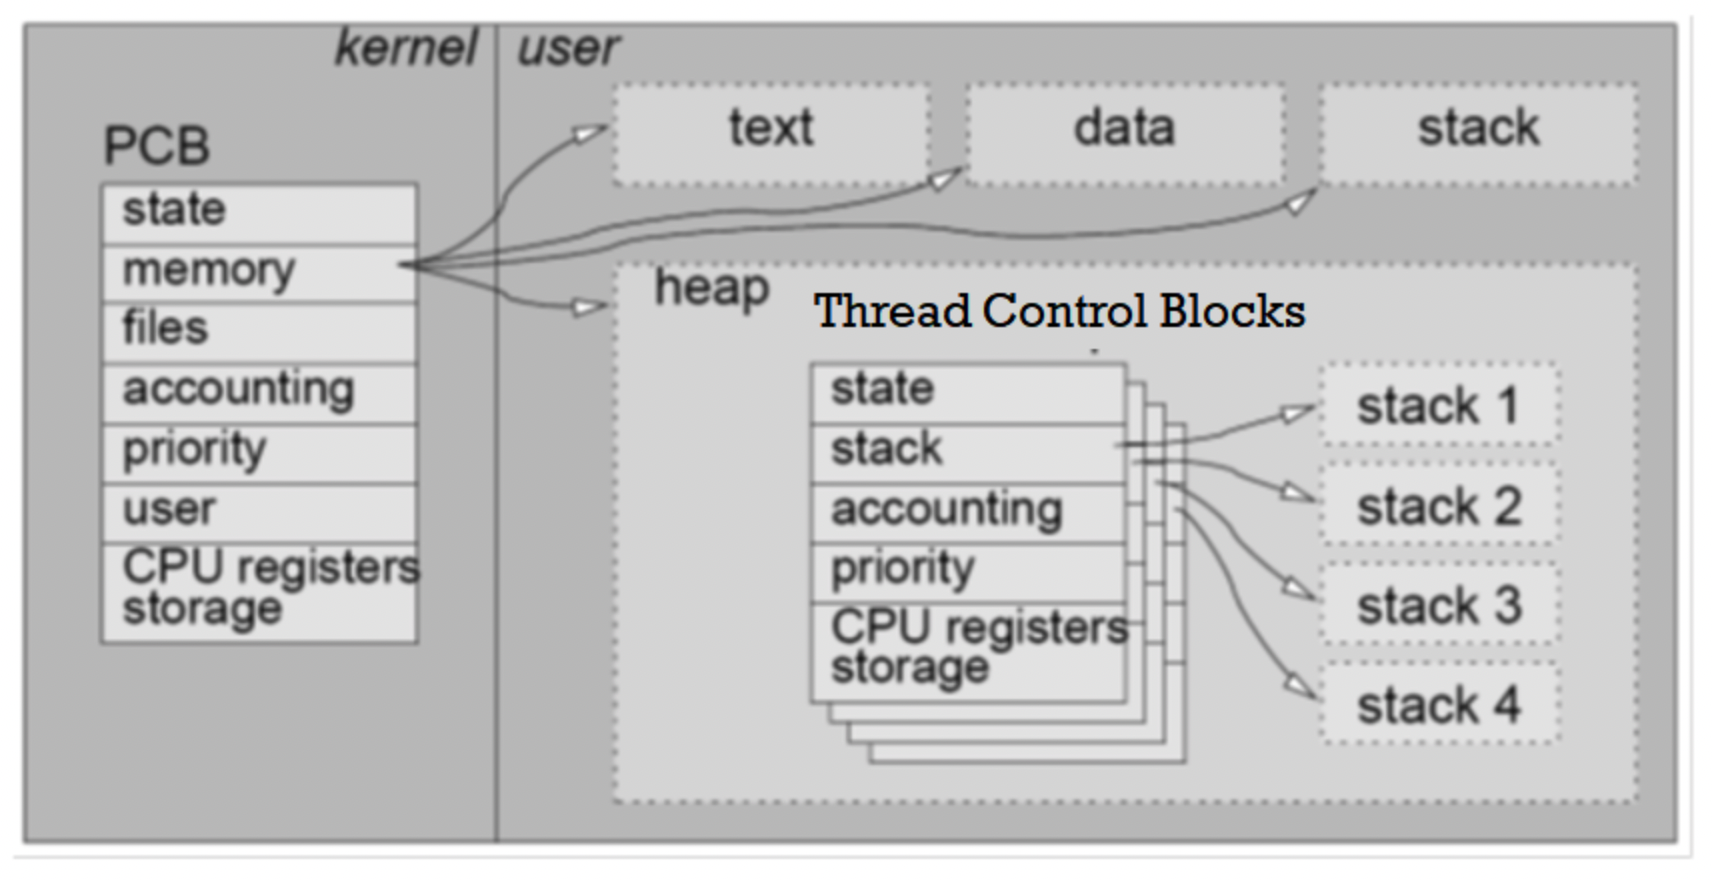 kernel user
text
data
stack
PCB
state
memory
files
accounting
priority
user
CPU registers
storage
heap
Thread Control Blocks
state
stack
accounting
priority
CPU registers
storage
stack 1
stack 2
stack 3
stack 4